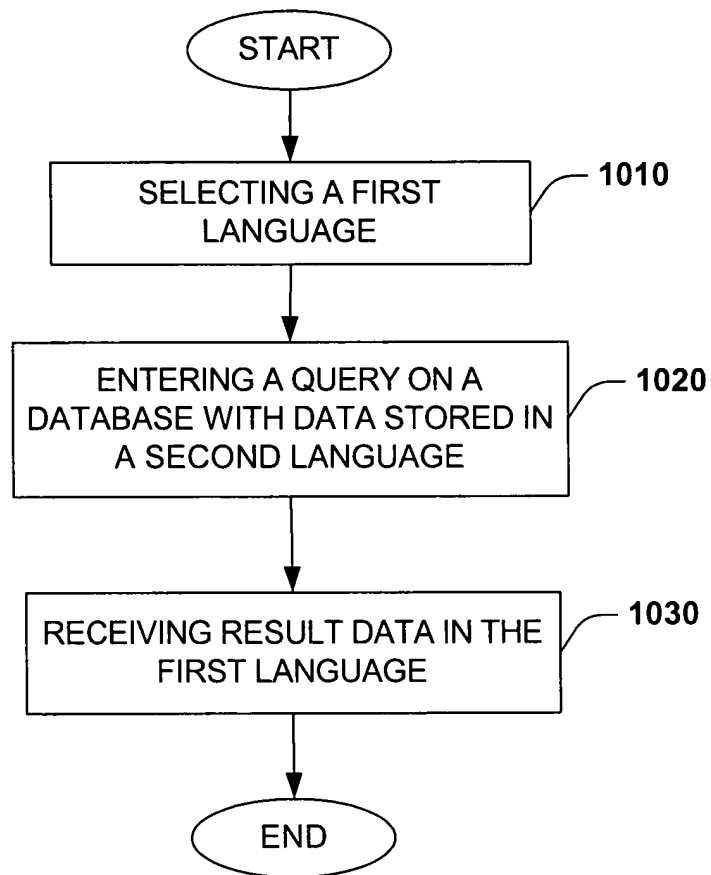 START
SELECTING A FIRST
LANGUAGE
1010
ENTERING A QUERY ON A
DATABASE WITH DATA STORED IN
A SECOND LANGUAGE
1020
RECEIVING RESULT DATA IN THE
FIRST LANGUAGE
1030
END